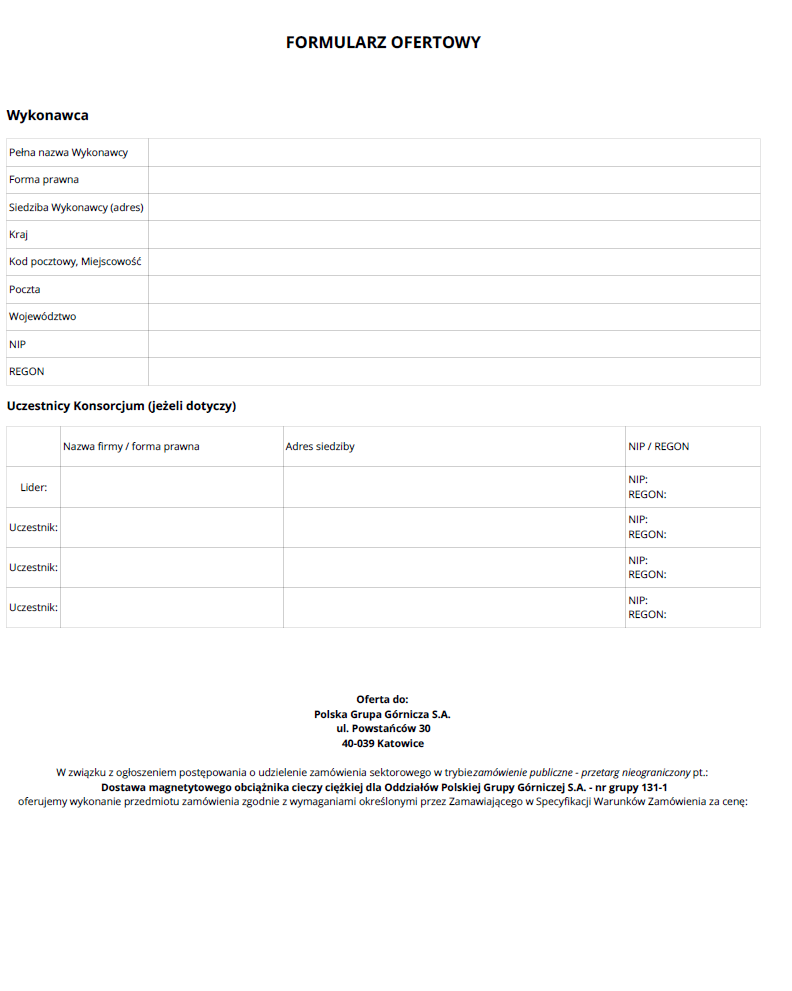 FORMULARZ OFERTOWY
Wykonawca
Pełna nazwa Wykonawcy
Forma prawna
Siedziba Wykonawcy (adres)
Kraj
Kod pocztowy, Miejscowość
Poczta
Województwo
NIP
REGON
Uczestnicy Konsorcjum (jeżeli dotyczy)
Nazwa firmy / forma prawna Adres siedziby NIP / REGON
Lider: NIP:
REGON:
Uczestnik: NIP:
REGON:
Uczestnik: NIP:
REGON:
Uczestnik: NIP:
REGON:
Oferta do:
Polska Grupa Górnicza S.A.
ul. Powstańców 30
40-039 Katowice
W związku z ogłoszeniem postępowania o udzielenie zamówienia sektorowego w trybiezamówienie publiczne - przetarg nieograniczony pt.:
Dostawa magnetytowego obciążnika cieczy ciężkiej dla Oddziałów Polskiej Grupy Górniczej S.A. - nr grupy 131-1
oferujemy wykonanie przedmiotu zamówienia zgodnie z wymaganiami określonymi przez Zamawiającego w Specyfikacji Warunków Zamówienia za cenę: